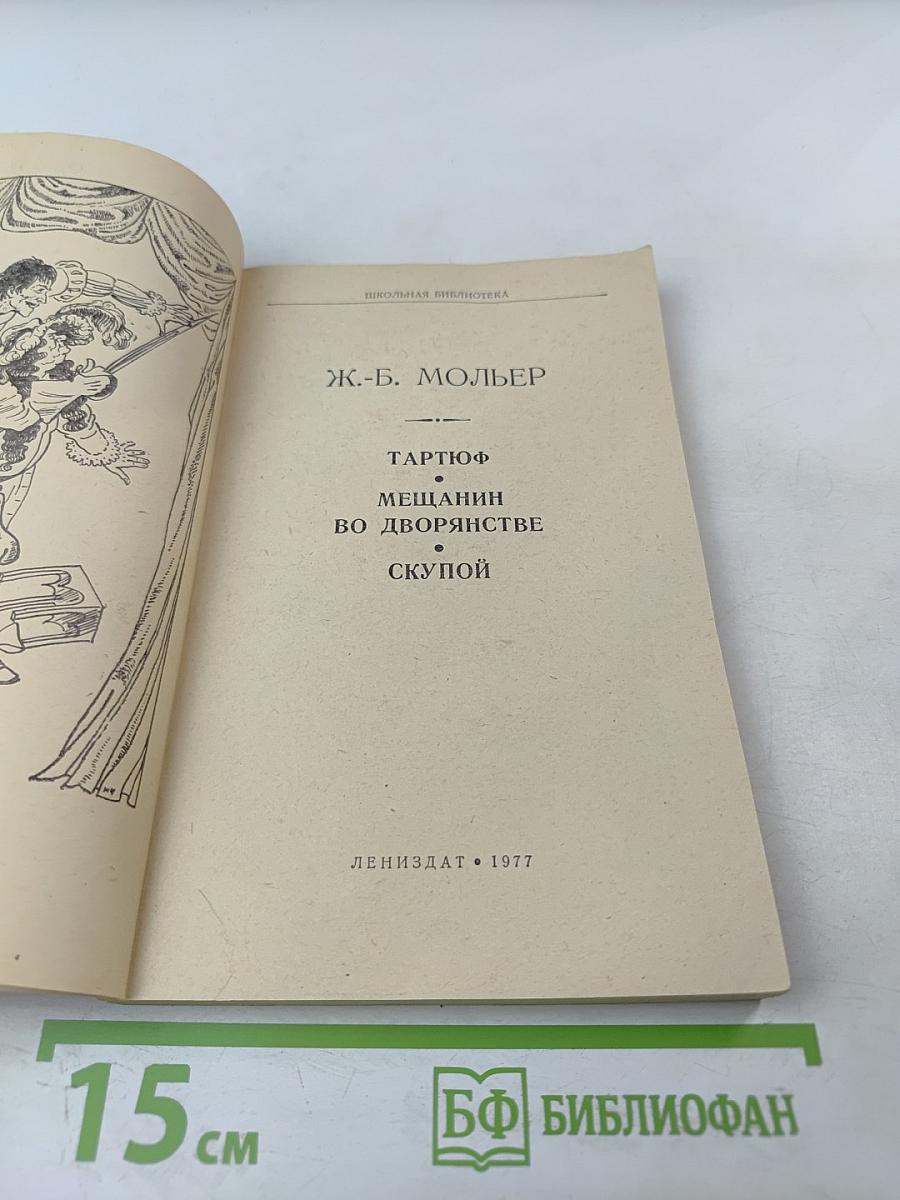 ШКОЛЬНАЯ БИБЛИОТЕКА
Ж.-Б. МОЛЬЕР
ТАРТЮФ
•
МЕЩАНИН
ВО ДВОРЯНСТВЕ
•
СКУПОЙ
ЛЕНИЗДАТ • 1977
15 см
БФ БИБЛИОФАН